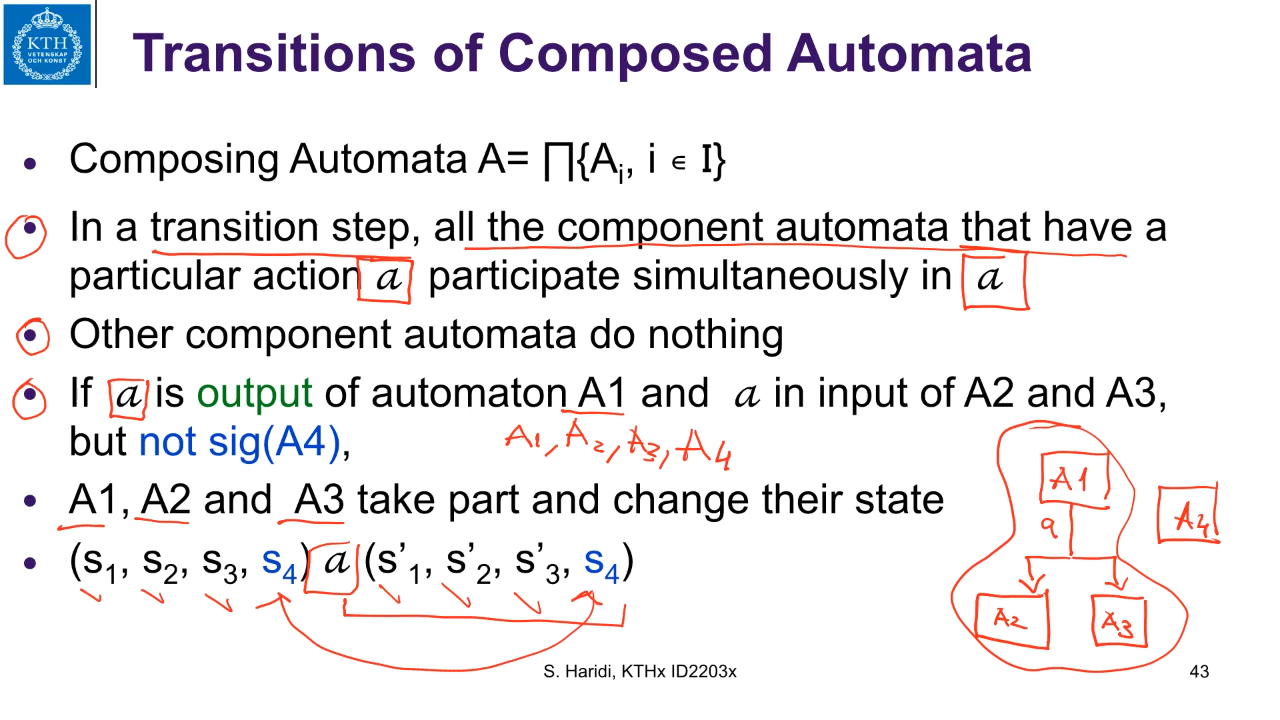 KTH
VETENSKAP
OCH KONST
Transitions of Composed Automata
• Composing Automata A= ∏{Aᵢ, i ∈ I}
• In a transition step, all the component automata that have a
particular action a participate simultaneously in a
• Other component automata do nothing
• If a is output of automaton A1 and a in input of A2 and A3,
but not sig(A4),
A1, A2, A3, A4
• A1, A2 and A3 take part and change their state
• (s₁, s₂, s₃, s₄) a (s’₁, s’₂, s’₃, s₄)
A1
a
A4
A2
A3
S. Haridi, KTHx ID2203x
43